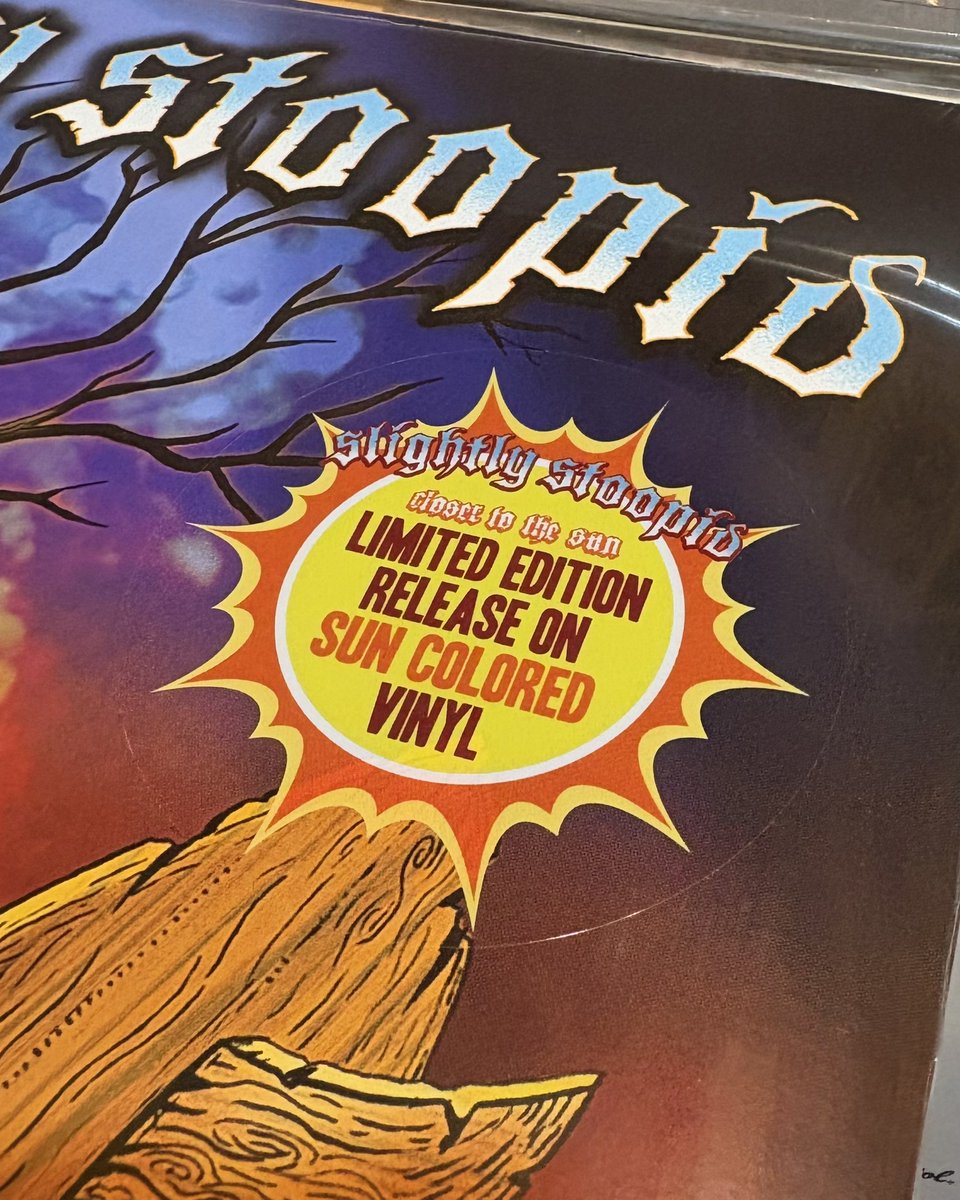 stoopid
slightly stoopid
closer to the sun
LIMITED EDITION
RELEASE ON
SUN COLORED
VINYL